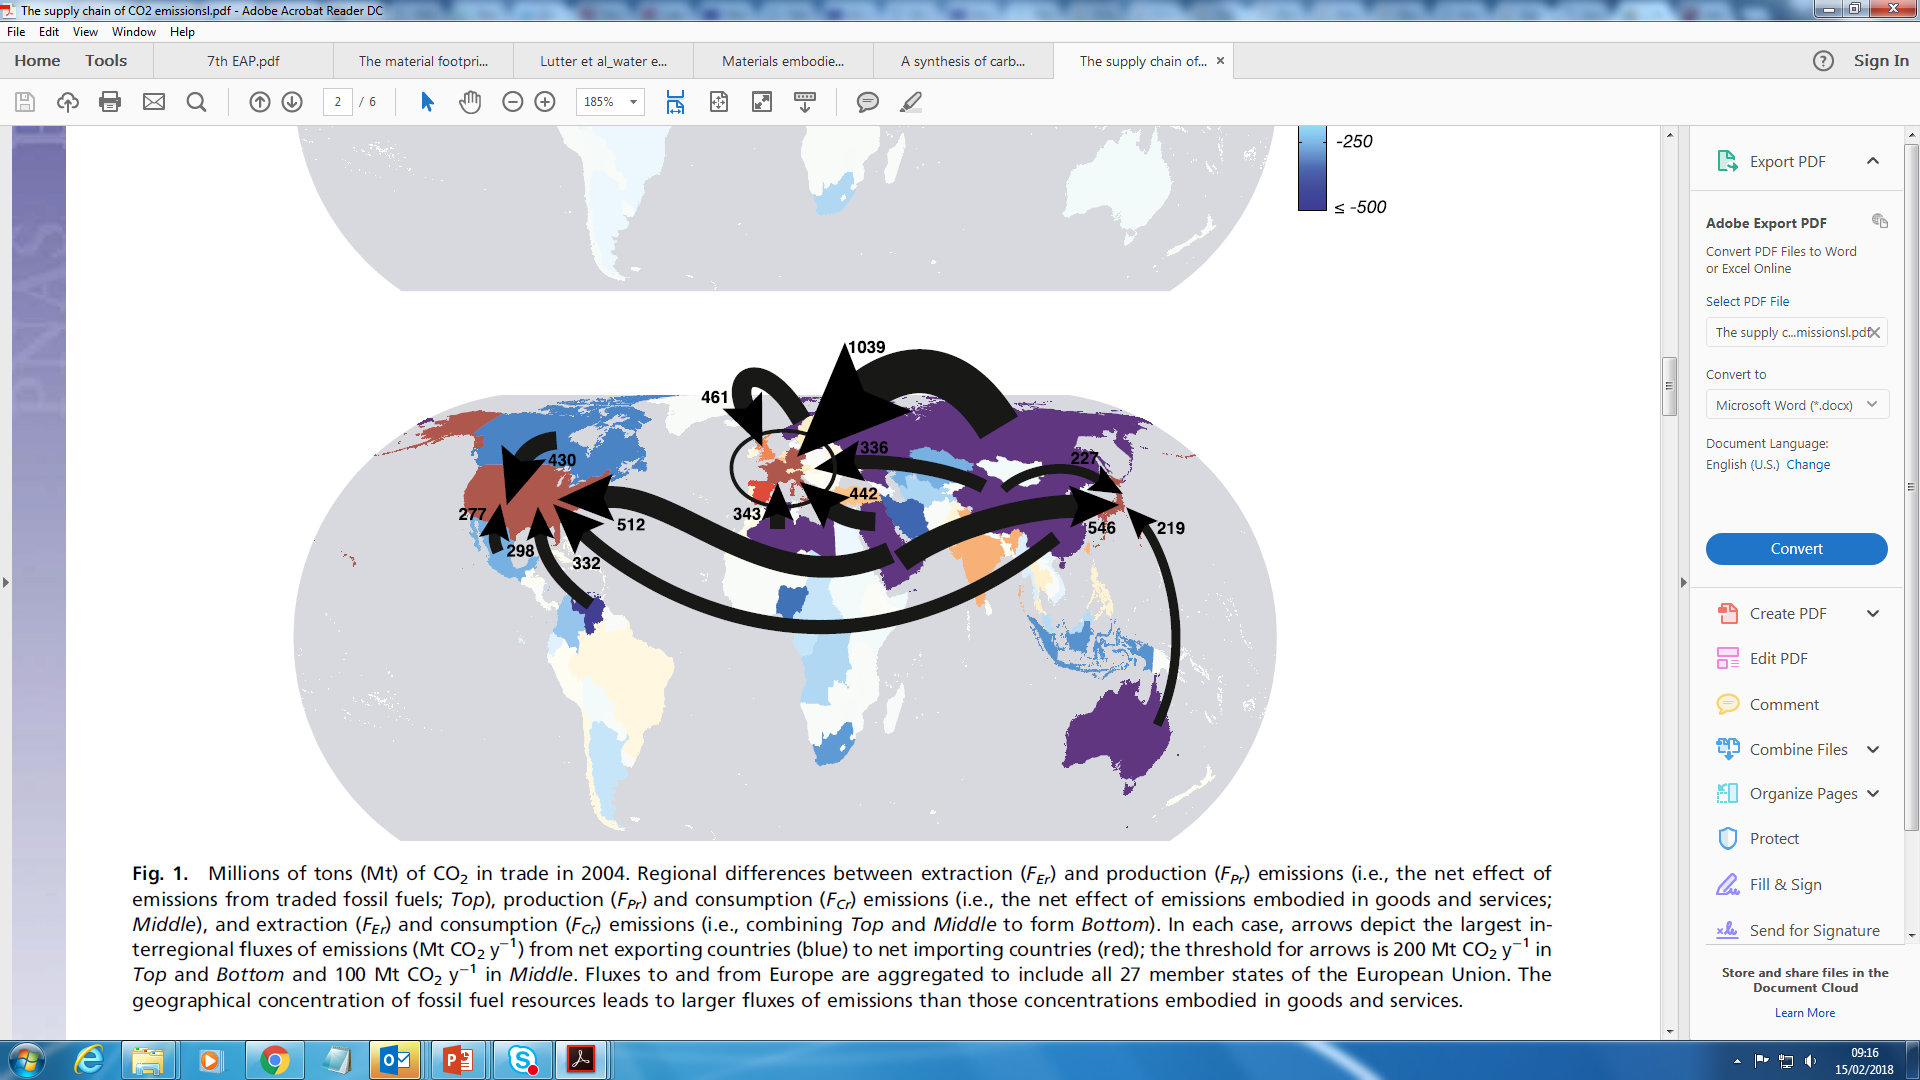 The supply chain of CO2 emissionsl.pdf - Adobe Acrobat Reader DC
File Edit View Window Help
Home Tools 7th EAP.pdf The material footpri... Lutter et al_water e... Materials embodie... A synthesis of carb... The supply chain of... × Sign In
2 / 6 185%
PNAS
-250
≤ -500
1039
461
336
430
227
442
277
343
512
546
219
298
332
Fig. 1. Millions of tons (Mt) of CO2 in trade in 2004. Regional differences between extraction (FEr) and production (FPr) emissions (i.e., the net effect of
emissions from traded fossil fuels; Top), production (FPr) and consumption (FCr) emissions (i.e., the net effect of emissions embodied in goods and services;
Middle), and extraction (FEr) and consumption (FCr) emissions (i.e., combining Top and Middle to form Bottom). In each case, arrows depict the largest in-
terregional fluxes of emissions (Mt CO2 y−1) from net exporting countries (blue) to net importing countries (red); the threshold for arrows is 200 Mt CO2 y−1 in
Top and Bottom and 100 Mt CO2 y−1 in Middle. Fluxes to and from Europe are aggregated to include all 27 member states of the European Union. The
geographical concentration of fossil fuel resources leads to larger fluxes of emissions than those concentrations embodied in goods and services.
Export PDF
Adobe Export PDF
Convert PDF Files to Word
or Excel Online
Select PDF File
The supply c...missionsl.pdf
Convert to
Microsoft Word (*.docx)
Document Language:
English (U.S.) Change
Convert
Create PDF
Edit PDF
Comment
Combine Files
Organize Pages
Protect
Fill & Sign
Send for Signature
Store and share files in the
Document Cloud
Learn More
09:16
15/02/2018